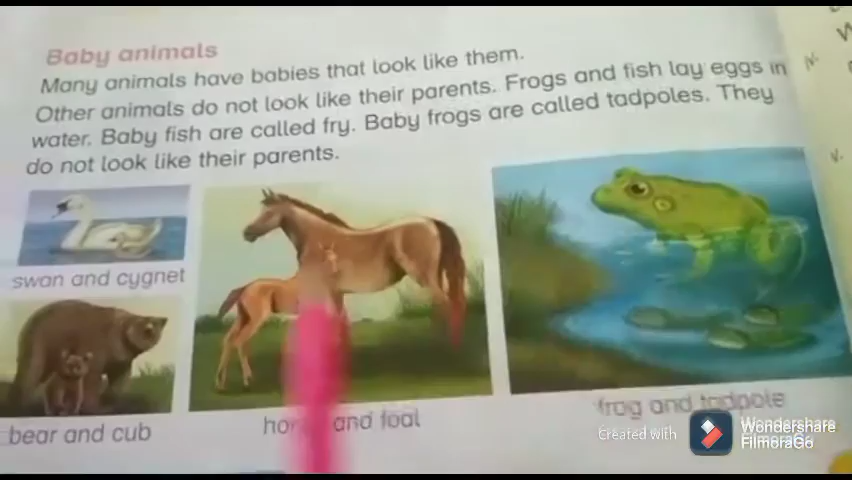 Baby animals
Many animals have babies that look like them.
Other animals do not look like their parents. Frogs and fish lay eggs in
water. Baby fish are called fry. Baby frogs are called tadpoles. They
do not look like their parents.
swan and cygnet
bear and cub
and foal
frog and tadpole
Created with
Wondershare
FilmoraGo